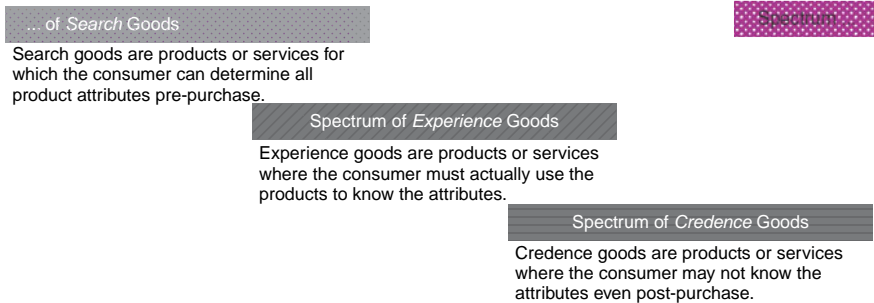 ... of Search Goods
Spectrum
Search goods are products or services for
which the consumer can determine all
product attributes pre-purchase.
Spectrum of Experience Goods
Experience goods are products or services
where the consumer must actually use the
products to know the attributes.
Spectrum of Credence Goods
Credence goods are products or services
where the consumer may not know the
attributes even post-purchase.